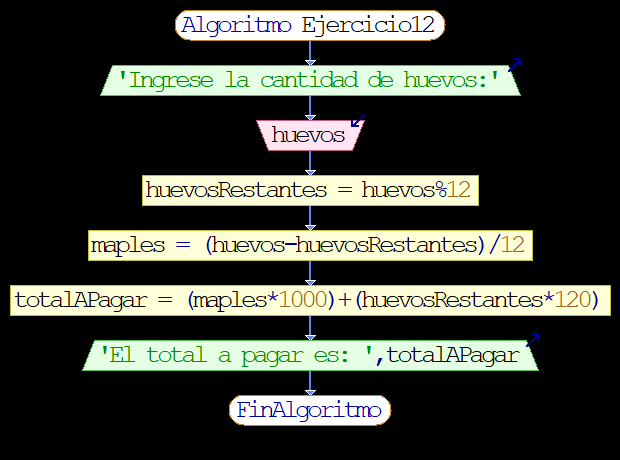 Algoritmo Ejercicio12
'Ingrese la cantidad de huevos:'
huevos
huevosRestantes = huevos%12
maples = (huevos-huevosRestantes)/12
totalAPagar = (maples*1000)+(huevosRestantes*120)
'El total a pagar es: ',totalAPagar
FinAlgoritmo